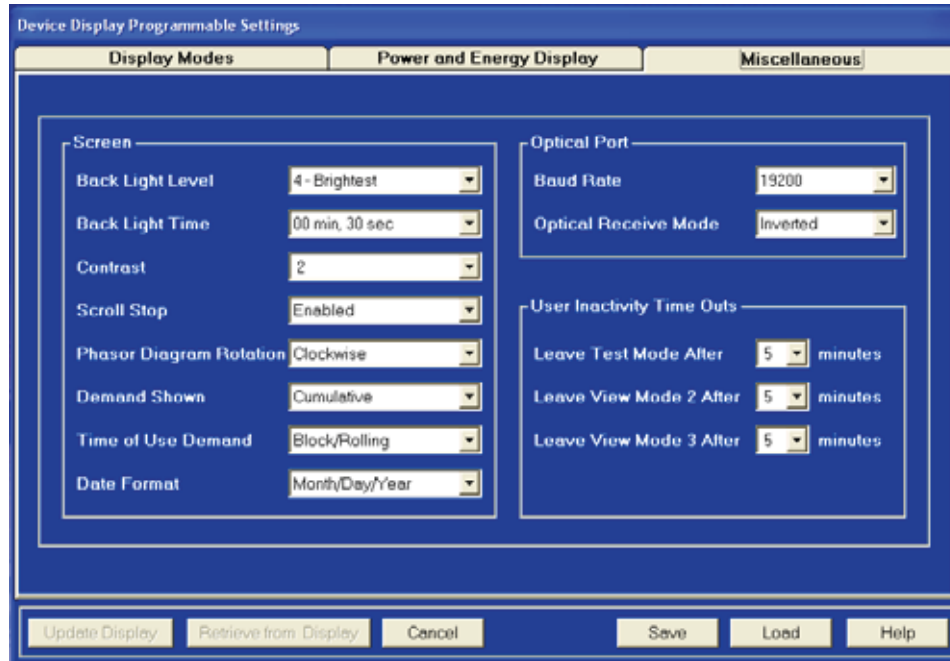 Device Display Programmable Settings
Display Modes
Power and Energy Display
Miscellaneous
Screen
Back Light Level 4 - Brightest
Back Light Time 00 min, 30 sec
Contrast 2
Scroll Stop Enabled
Phasor Diagram Rotation Clockwise
Demand Shown Cumulative
Time of Use Demand Block/Rolling
Date Format Month/Day/Year
Optical Port
Baud Rate 19200
Optical Receive Mode Inverted
User Inactivity Time Outs
Leave Test Mode After 5 minutes
Leave View Mode 2 After 5 minutes
Leave View Mode 3 After 5 minutes
Update Display
Retrieve from Display
Cancel
Save
Load
Help